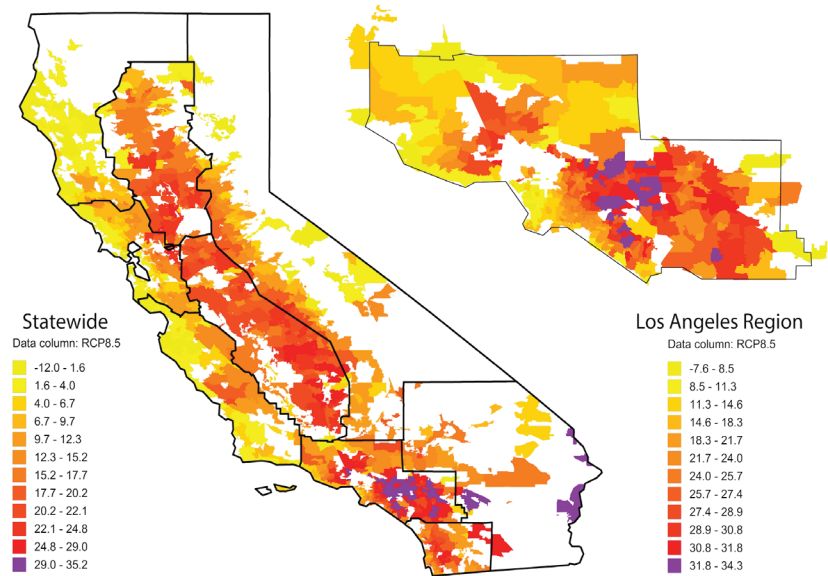 Statewide
Data column: RCP8.5
-12.0 - 1.6
1.6 - 4.0
4.0 - 6.7
6.7 - 9.7
9.7 - 12.3
12.3 - 15.2
15.2 - 17.7
17.7 - 20.2
20.2 - 22.1
22.1 - 24.8
24.8 - 29.0
29.0 - 35.2
Los Angeles Region
Data column: RCP8.5
-7.6 - 8.5
8.5 - 11.3
11.3 - 14.6
14.6 - 18.3
18.3 - 21.7
21.7 - 24.0
24.0 - 25.7
25.7 - 27.4
27.4 - 28.9
28.9 - 30.8
30.8 - 31.8
31.8 - 34.3